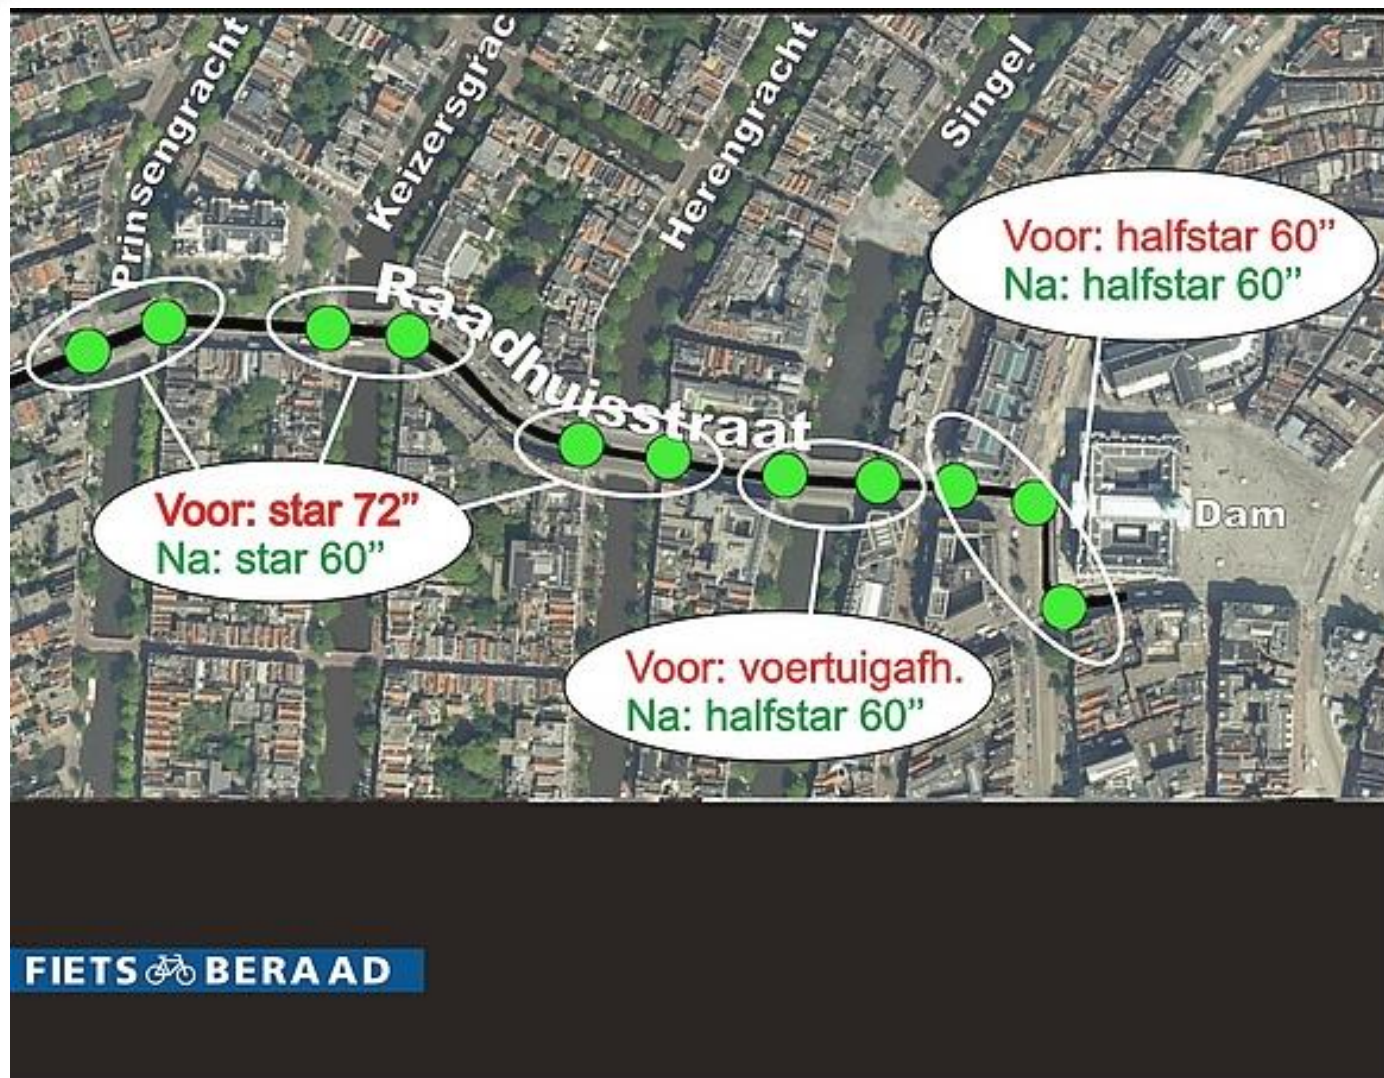 Prinsengracht
Keizersgrac
Herengracht
Singel
Raadhuisstraat
Voor: halfstar 60”
Na: halfstar 60”
Dam
Voor: star 72”
Na: star 60”
Voor: voertuigafh.
Na: halfstar 60”
FIETS BERAAD